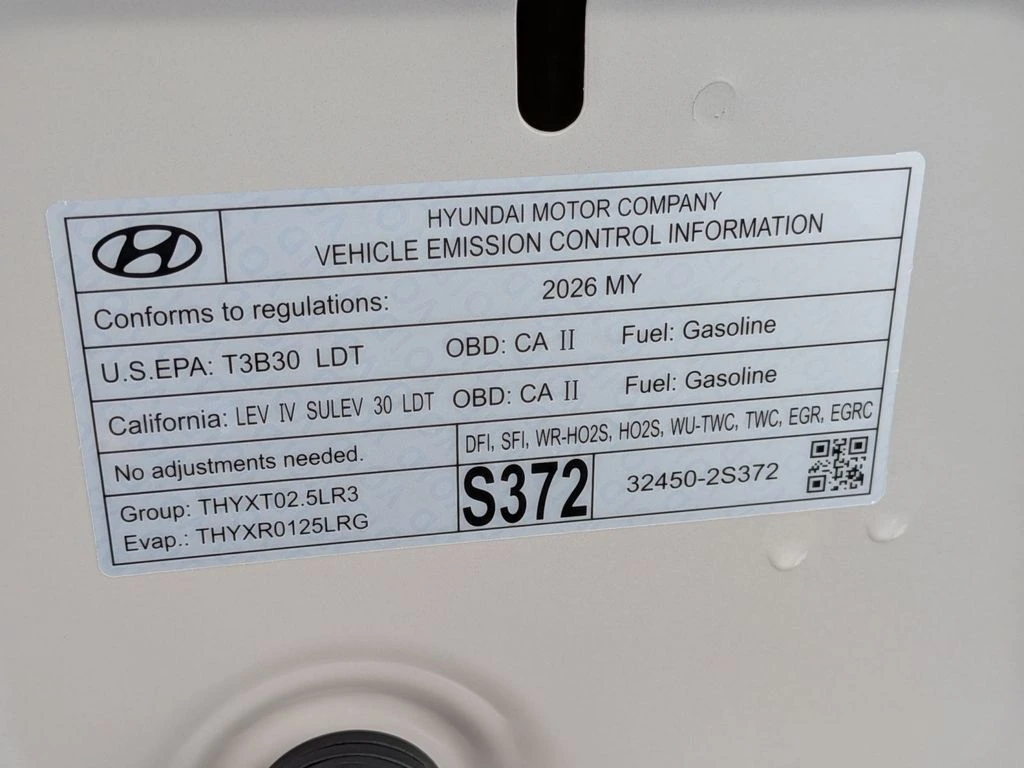 HYUNDAI MOTOR COMPANY
VEHICLE EMISSION CONTROL INFORMATION
Conforms to regulations: 2026 MY
U.S.EPA: T3B30 LDT OBD: CA II Fuel: Gasoline
California: LEV IV SULEV 30 LDT OBD: CA II Fuel: Gasoline
No adjustments needed.
DFI, SFI, WR-HO2S, HO2S, WU-TWC, TWC, EGR, EGRC
Group: THYXT02.5LR3
Evap.: THYXR0125LRG
S372
32450-2S372